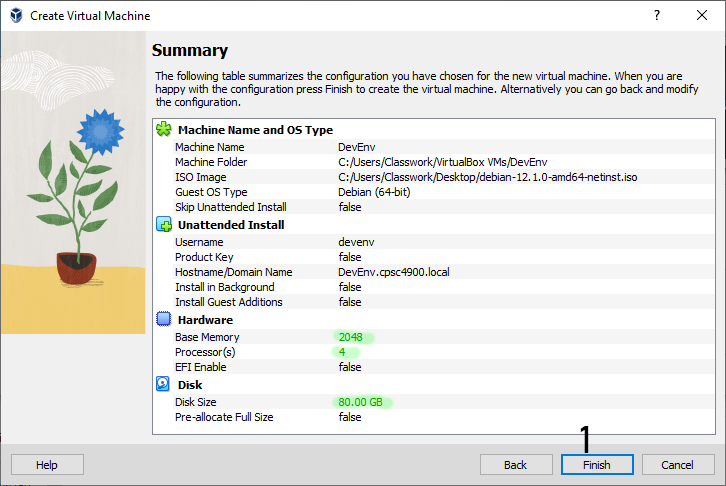 Create Virtual Machine
?
Summary
The following table summarizes the configuration you have chosen for the new virtual machine. When you are
happy with the configuration press Finish to create the virtual machine. Alternatively you can go back and modify
the configuration.
Machine Name and OS Type
Machine Name DevEnv
Machine Folder C:/Users/Classwork/VirtualBox VMs/DevEnv
ISO Image C:/Users/Classwork/Desktop/debian-12.1.0-amd64-netinst.iso
Guest OS Type Debian (64-bit)
Skip Unattended Install false
Unattended Install
Username devenv
Product Key false
Hostname/Domain Name DevEnv.cpsc4900.local
Install in Background false
Install Guest Additions false
Hardware
Base Memory 2048
Processor(s) 4
EFI Enable false
Disk
Disk Size 80.00 GB
Pre-allocate Full Size false
1
Help Back Finish Cancel